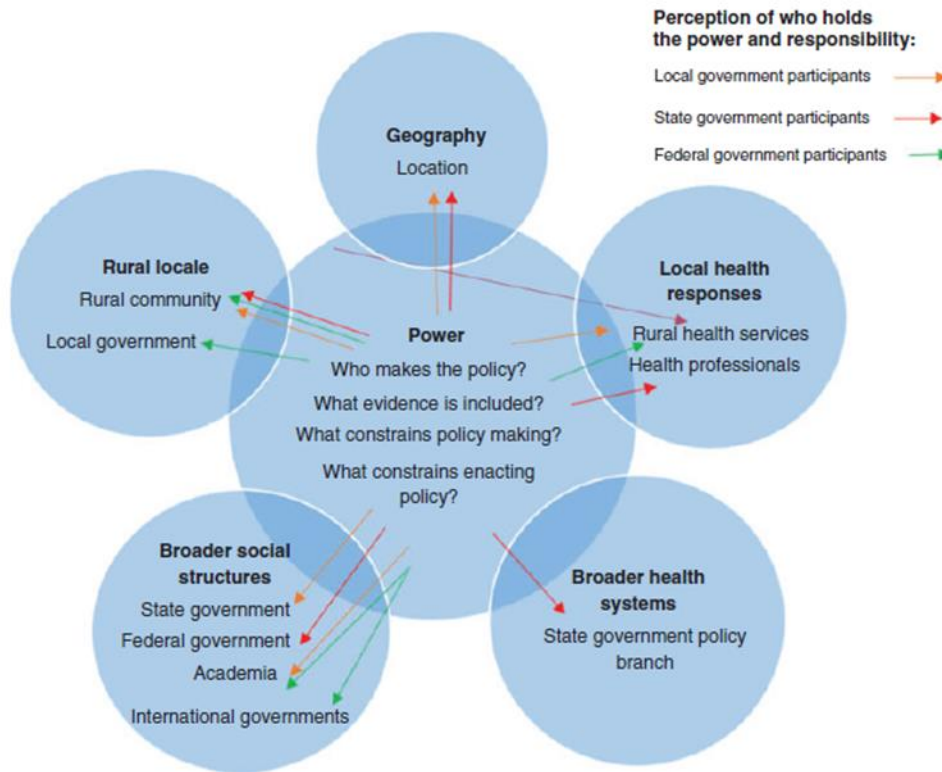 Perception of who holds
the power and responsibility:
Local government participants
State government participants
Federal government participants
Geography
Location
Rural locale
Rural community
Local government
Local health
responses
Rural health services
Health professionals
Power
Who makes the policy?
What evidence is included?
What constrains policy making?
What constrains enacting
policy?
Broader social
structures
State government
Federal government
Academia
International governments
Broader health
systems
State government policy
branch